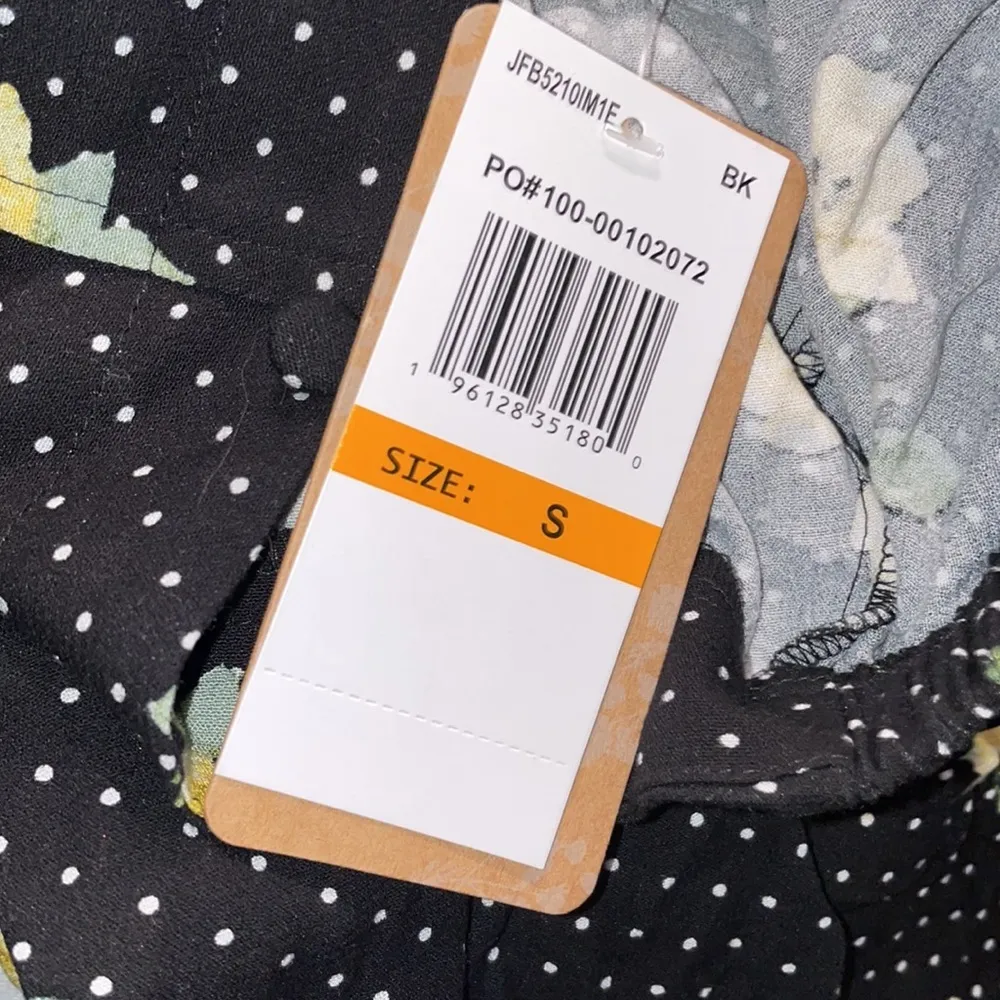 JFB5210IM1E
BK
PO#100-00102072
1 96128 35180 0
SIZE: S